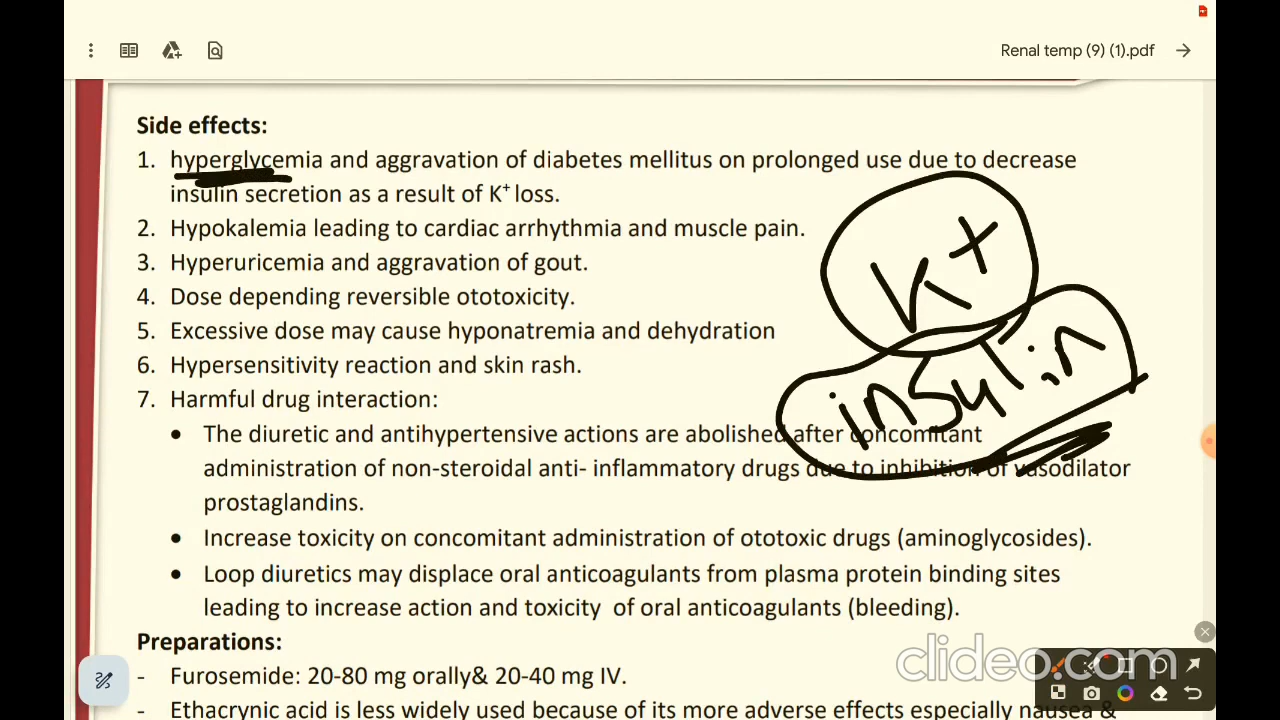 Renal temp (9) (1).pdf
Side effects:
1. hyperglycemia and aggravation of diabetes mellitus on prolonged use due to decrease
insulin secretion as a result of K⁺ loss.
2. Hypokalemia leading to cardiac arrhythmia and muscle pain.
3. Hyperuricemia and aggravation of gout.
4. Dose depending reversible ototoxicity.
5. Excessive dose may cause hyponatremia and dehydration
6. Hypersensitivity reaction and skin rash.
7. Harmful drug interaction:
K+
insulin
• The diuretic and antihypertensive actions are abolished after concomitant
administration of non-steroidal anti- inflammatory drugs due to inhibition of vasodilator
prostaglandins.
• Increase toxicity on concomitant administration of ototoxic drugs (aminoglycosides).
• Loop diuretics may displace oral anticoagulants from plasma protein binding sites
leading to increase action and toxicity of oral anticoagulants (bleeding).
Preparations:
- Furosemide: 20-80 mg orally& 20-40 mg IV.
- Ethacrynic acid is less widely used because of its more adverse effects especially nausea &
clideo.com